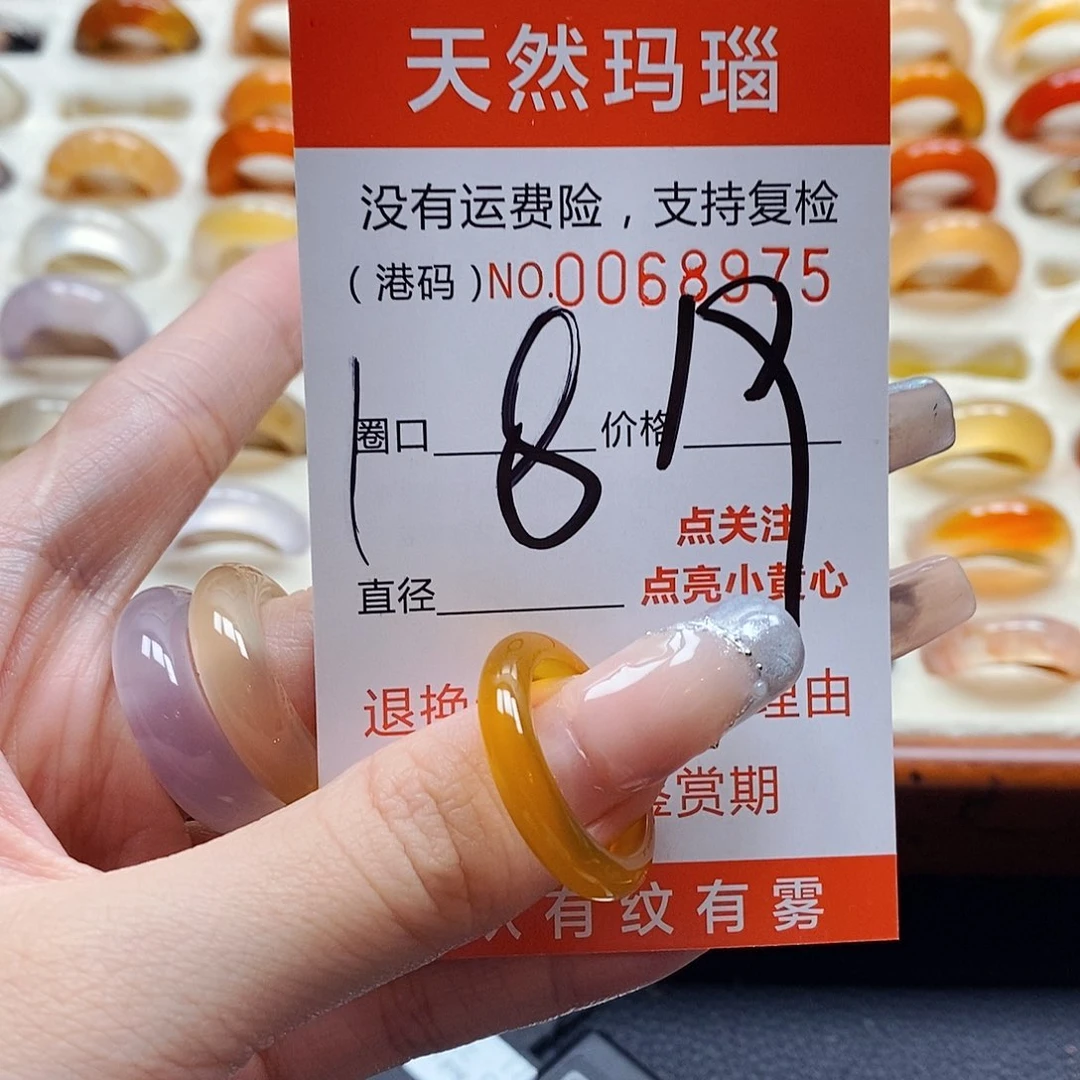 天然玛瑙
没有运费险，支持复检
（港码）NO.0068975
圈口 价格
18
点关注
直径 点亮小黄心
退换 理由
赏期
有纹有雾